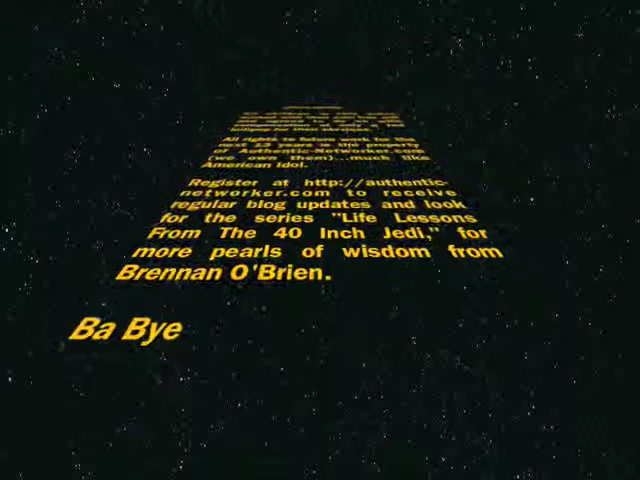 All rights to future work for the
next 13 years is the property
of Authentic-Networker.com
(we own them)...much like
American Idol.
Register at http://authentic-
networker.com to receive
regular blog updates and look
for the series "Life Lessons
From The 40 Inch Jedi," for
more pearls of wisdom from
Brennan O'Brien.
Ba Bye